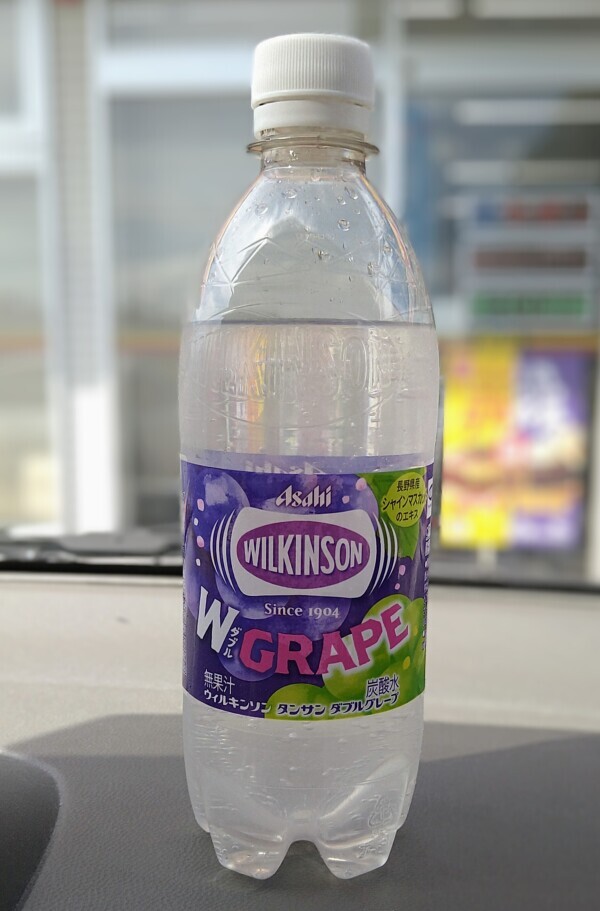 Asahi
長野県産
シャインマスカット
のエキス
WILKINSON
Since 1904
W
ダブル
GRAPE
無果汁
炭酸水
ウィルキンソン タンサン ダブルグレープ